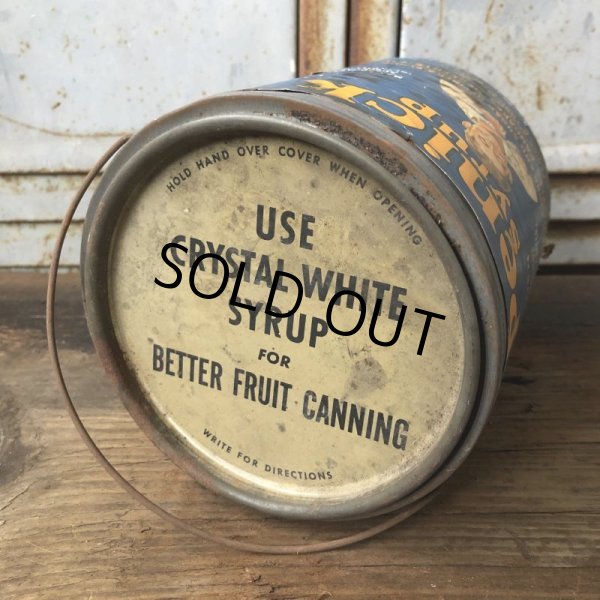 HOLD HAND OVER COVER WHEN OPENING
USE
CRYSTAL WHITE
SYRUP
FOR
BETTER FRUIT CANNING
WRITE FOR DIRECTIONS
SOLD OUT